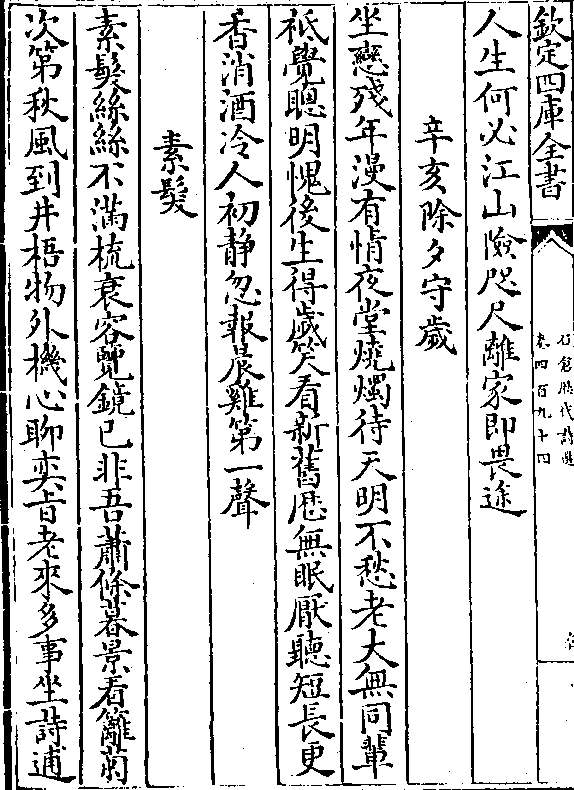 欽定四庫全書
石倉歷代詩選
卷四百九十四
人生何必江山險咫尺離家即畏途
辛亥除夕守歲
坐戀殘年漫有情夜堂燒燭待天明不愁老大無同輩
祇覺聰明愧後生得歲笑看新舊厯無眠厭聽短長更
香消酒冷人初静忽報晨雞第一聲
素髮
素髮絲絲不滿梳衰容覽鏡已非吾蕭條暮景看籬菊
次第秋風到井梧物外機心聊奕旨老來多事坐詩逋